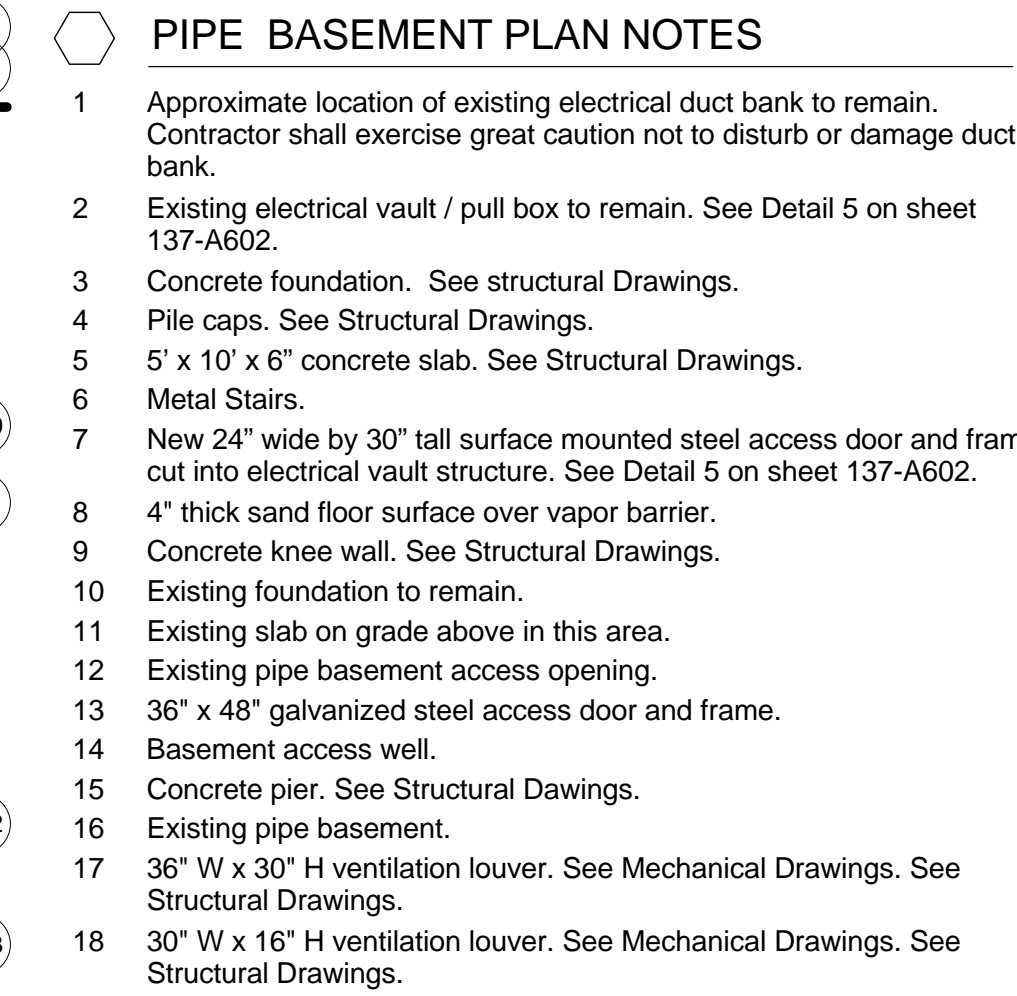 PIPE  BASEMENT PLAN NOTES
1 Approximate location of existing electrical duct bank to remain.
Contractor shall exercise great caution not to disturb or damage duct
bank.
2 Existing electrical vault / pull box to remain. See Detail 5 on sheet
137-A602.
3 Concrete foundation.  See structural Drawings.
4 Pile caps. See Structural Drawings.
5 5’ x 10’ x 6” concrete slab. See Structural Drawings.
6 Metal Stairs.
7 New 24” wide by 30” tall surface mounted steel access door and
cut into electrical vault structure. See Detail 5 on sheet 137-A602.
8 4" thick sand floor surface over vapor barrier.
9 Concrete knee wall. See Structural Drawings.
10 Existing foundation to remain.
11 Existing slab on grade above in this area.
12 Existing pipe basement access opening.
13 36" x 48" galvanized steel access door and frame.
14 Basement access well.
15 Concrete pier. See Structural Dawings.
16 Existing pipe basement.
17 36" W x 30" H ventilation louver. See Mechanical Drawings. See
Structural Drawings.
18 30" W x 16" H ventilation louver. See Mechanical Drawings. See
Structural Drawings.